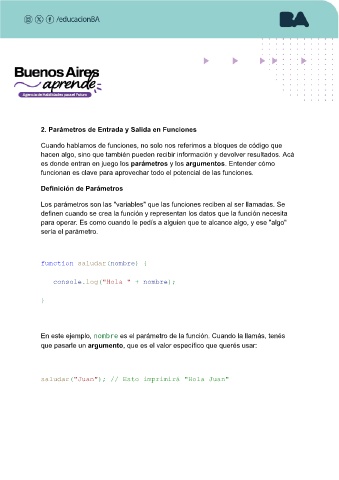 /educacionBA
BA
Buenos Aires
aprende
Agencia de Habilidades para el Futuro
2. Parámetros de Entrada y Salida en Funciones
Cuando hablamos de funciones, no solo nos referimos a bloques de código que
hacen algo, sino que también pueden recibir información y devolver resultados. Acá
es donde entran en juego los parámetros y los argumentos. Entender cómo
funcionan es clave para aprovechar todo el potencial de las funciones.
Definición de Parámetros
Los parámetros son las "variables" que las funciones reciben al ser llamadas. Se
definen cuando se crea la función y representan los datos que la función necesita
para operar. Es como cuando le pedís a alguien que te alcance algo, y ese "algo"
sería el parámetro.
function saludar(nombre) {
console.log("Hola " + nombre);
}
En este ejemplo, nombre es el parámetro de la función. Cuando la llamás, tenés
que pasarle un argumento, que es el valor específico que querés usar:
saludar("Juan"); // Esto imprimirá "Hola Juan"